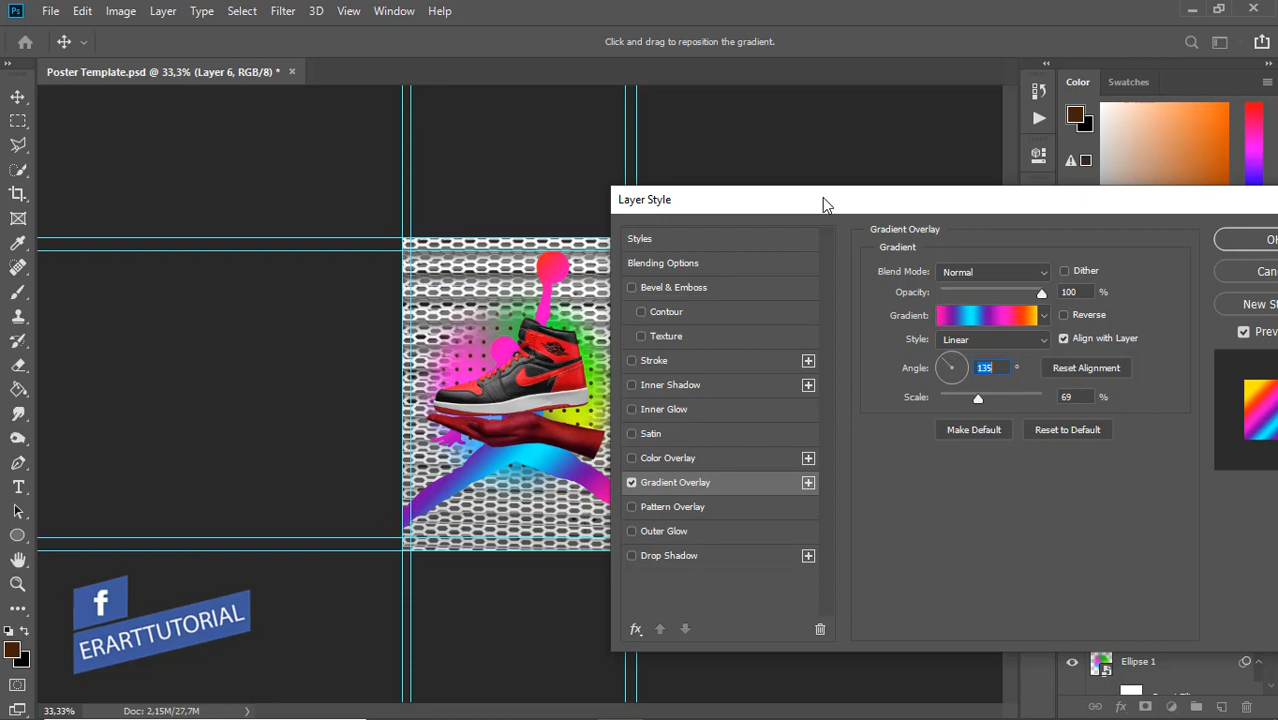 Ps File Edit Image Layer Type Select Filter 3D View Window Help
Click and drag to reposition the gradient.
Poster Template.psd @ 33,3% (Layer 6, RGB/8) * ×
Color Swatches
Layer Style
Styles
Blending Options
Bevel & Emboss
Contour
Texture
Stroke
Inner Shadow
Inner Glow
Satin
Color Overlay
Gradient Overlay
Pattern Overlay
Outer Glow
Drop Shadow
fx
Gradient Overlay
Gradient
Blend Mode: Normal Dither
Opacity: 100 %
Gradient: Reverse
Style: Linear Align with Layer
Angle: 135 ° Reset Alignment
Scale: 69 %
Make Default Reset to Default
New St
f
ERARTTUTORIAL
Ellipse 1
33,33% Doc: 2,15M/27,7M
fx